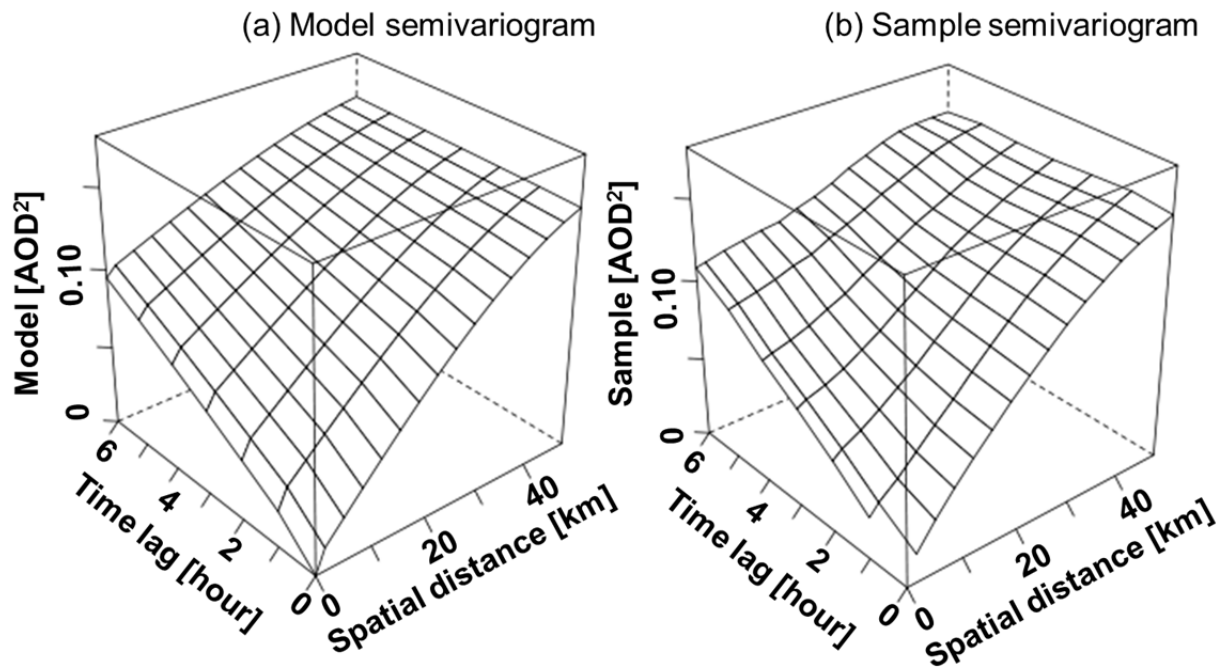 (a) Model semivariogram
Model [AOD²]
0.10
0
6
4
2
0
Time lag [hour]
0
20
40
Spatial distance [km]
(b) Sample semivariogram
Sample [AOD²]
0.10
0
6
4
2
0
Time lag [hour]
0
20
40
Spatial distance [km]